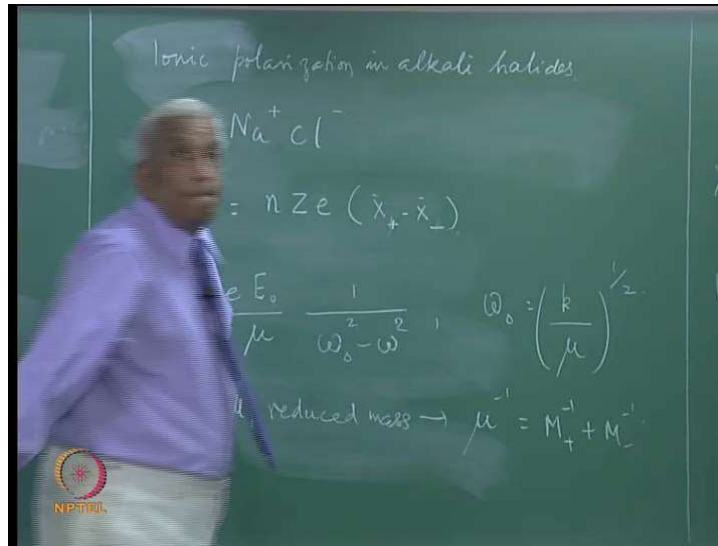 Ionic polarization in alkali halides
Na⁺ Cl⁻
= n Z e (ẋ₊ - ẋ₋)
e E₀ / μ  1 / (ω₀² - ω²) , ω₀ = (k / μ)^1/2
reduced mass → μ⁻¹ = M₊⁻¹ + M₋⁻¹
NPTEL